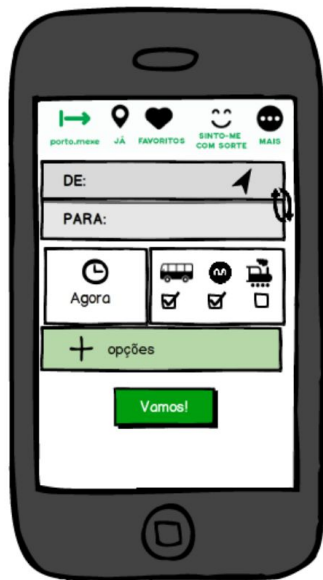 porto.mexe JÁ FAVORITOS SINTO-ME COM SORTE MAIS
DE:
PARA:
Agora
opções
Vamos!